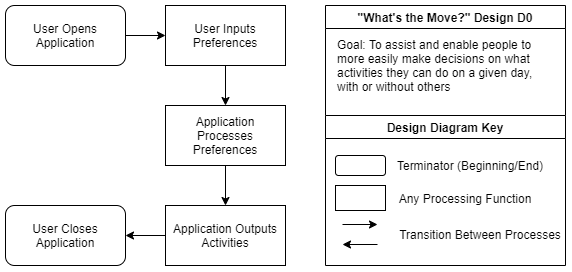 User Opens
Application
User Inputs
Preferences
Application
Processes
Preferences
Application Outputs
Activities
User Closes
Application
"What's the Move?" Design D0
Goal: To assist and enable people to
more easily make decisions on what
activities they can do on a given day,
with or without others
Design Diagram Key
Terminator (Beginning/End)
Any Processing Function
Transition Between Processes